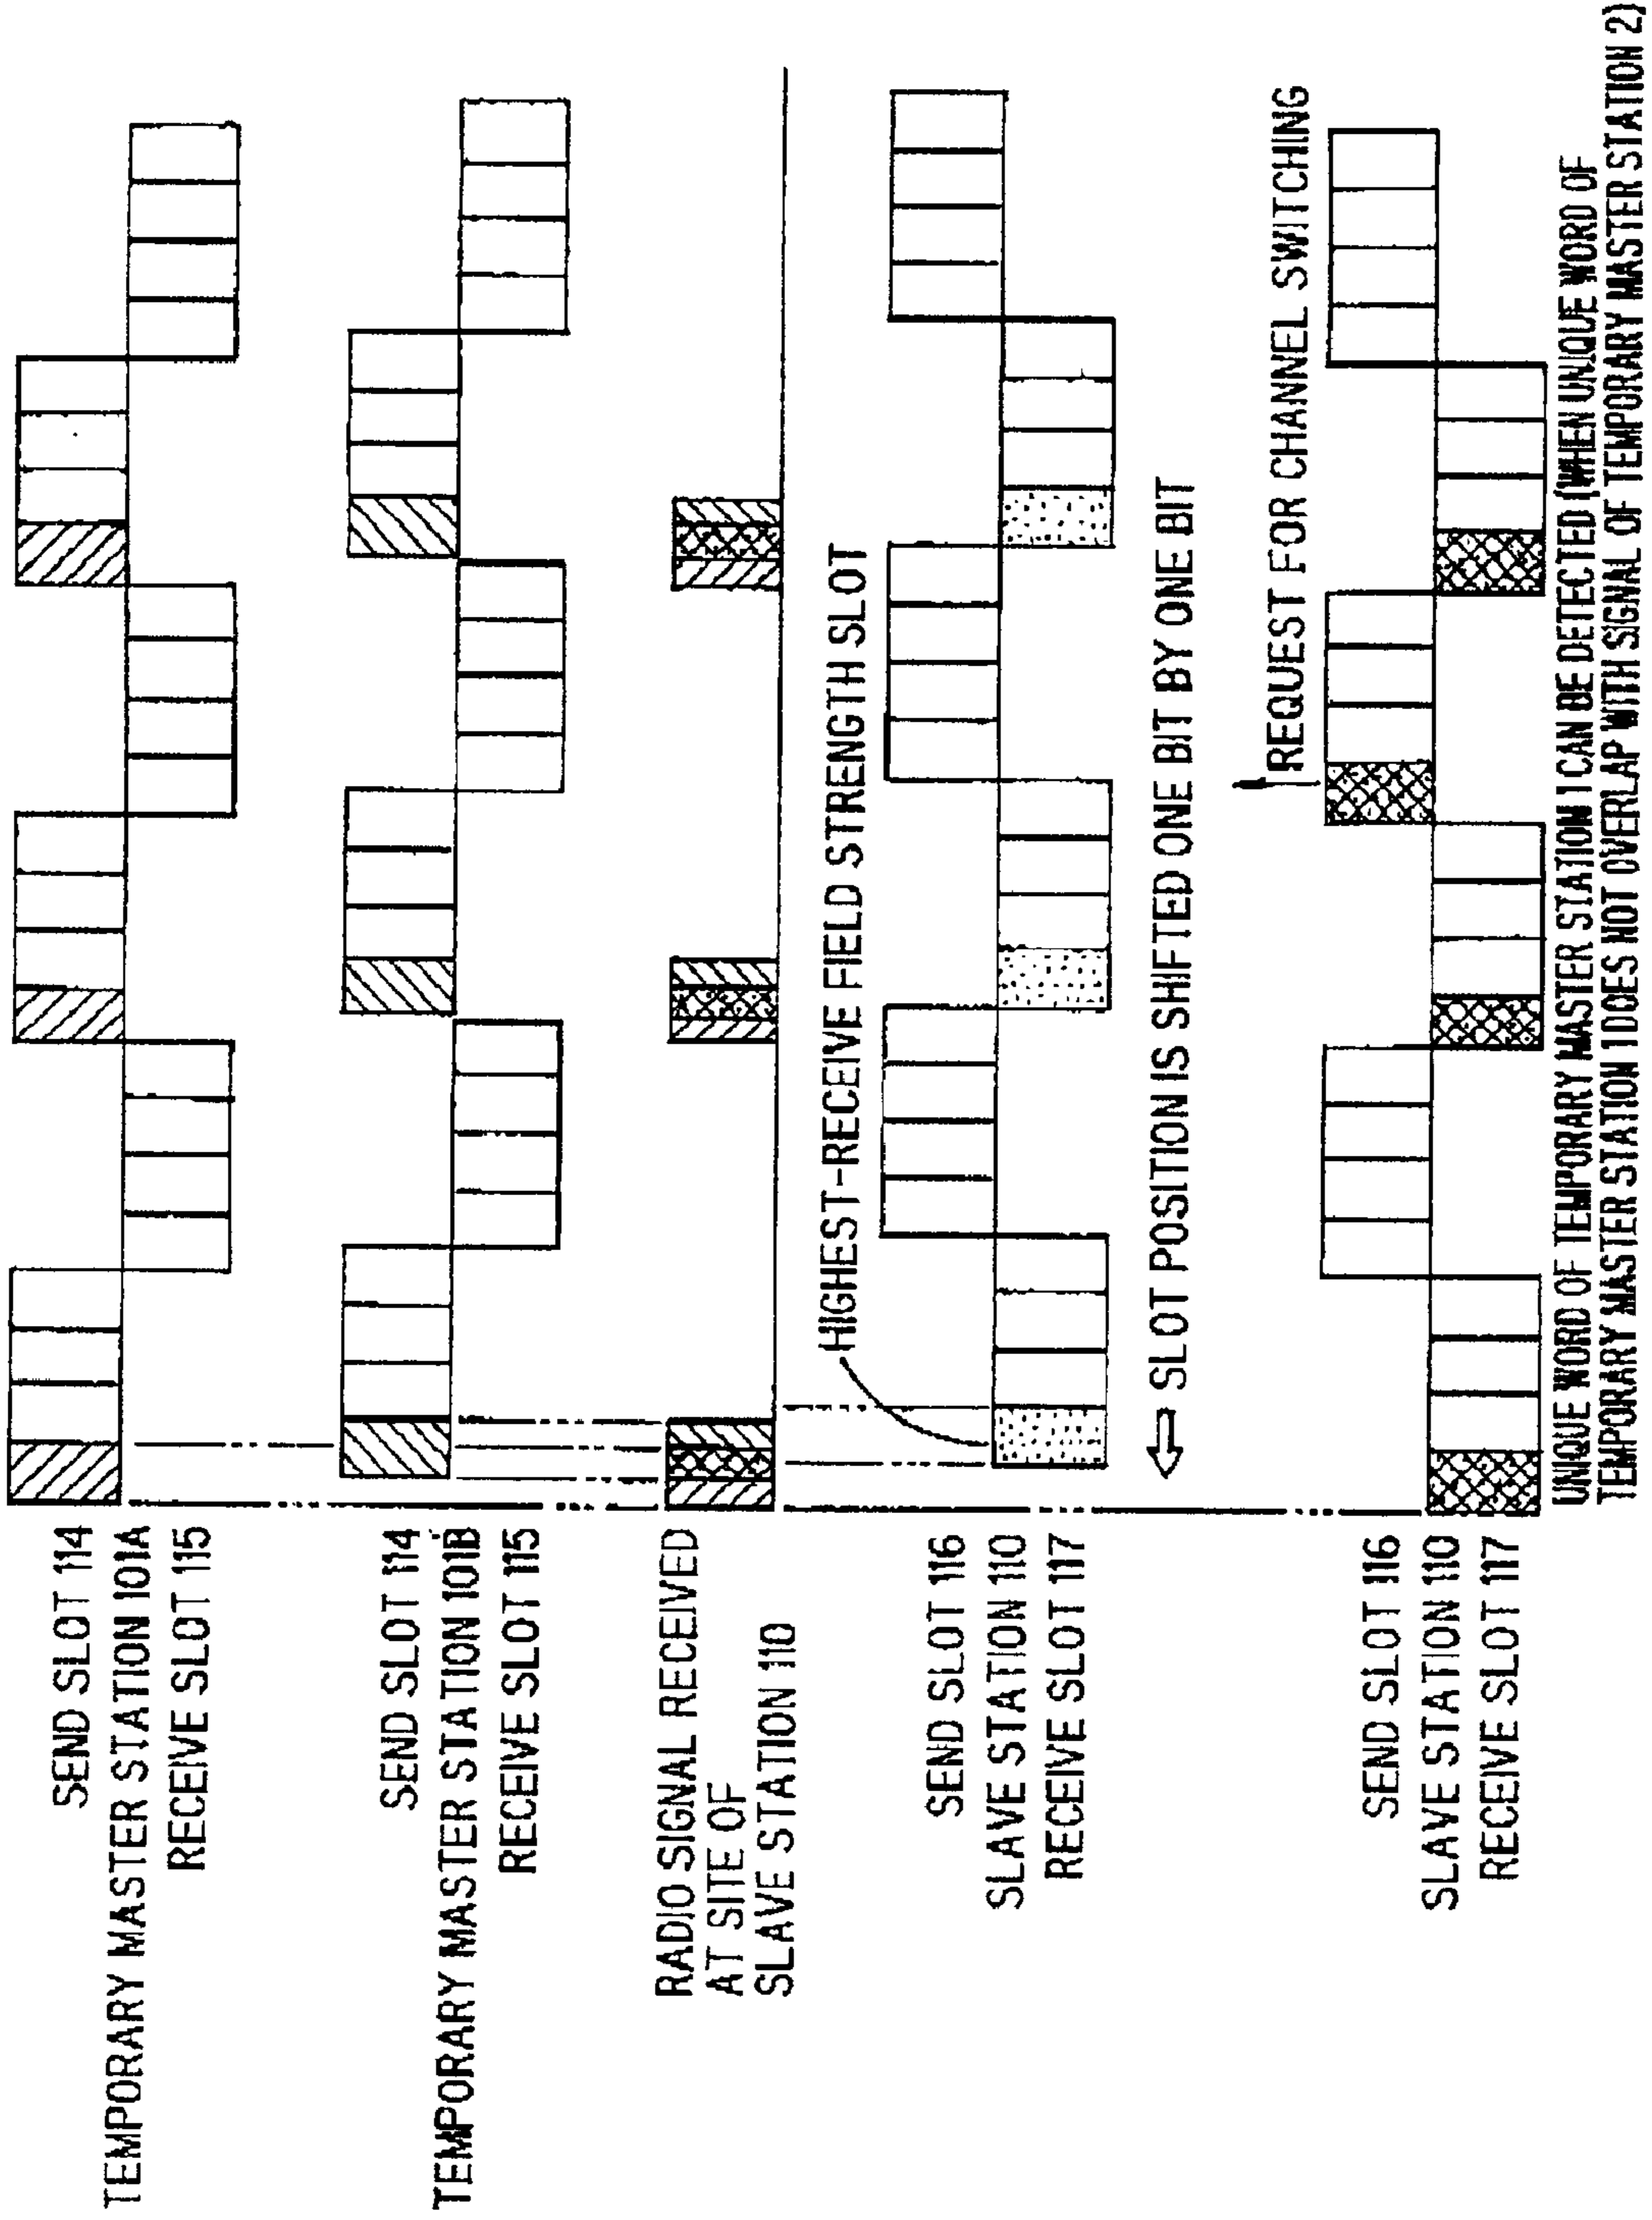 SEND SLOT 114
TEMPORARY MASTER STATION 101A
RECEIVE SLOT 115
SEND SLOT 114
TEMPORARY MASTER STATION 101B
RECEIVE SLOT 115
RADIO SIGNAL RECEIVED
AT SITE OF
SLAVE STATION 110
HIGHEST-RECEIVE FIELD STRENGTH SLOT
SEND SLOT 116
SLAVE STATION 110
RECEIVE SLOT 117
SLOT POSITION IS SHIFTED ONE BIT BY ONE BIT
REQUEST FOR CHANNEL SWITCHING
SEND SLOT 116
SLAVE STATION 110
RECEIVE SLOT 117
UNIQUE WORD OF TEMPORARY MASTER STATION 1 CAN BE DETECTED (WHEN UNIQUE WORD OF
TEMPORARY MASTER STATION 1 DOES NOT OVERLAP WITH SIGNAL OF TEMPORARY MASTER STATION 2)